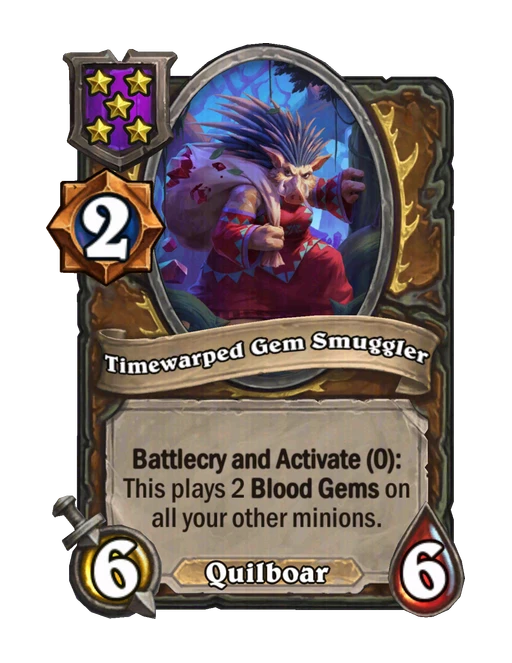 2
Timewarped Gem Smuggler
Battlecry and Activate (0):
This plays 2 Blood Gems on
all your other minions.
6
Quilboar
6